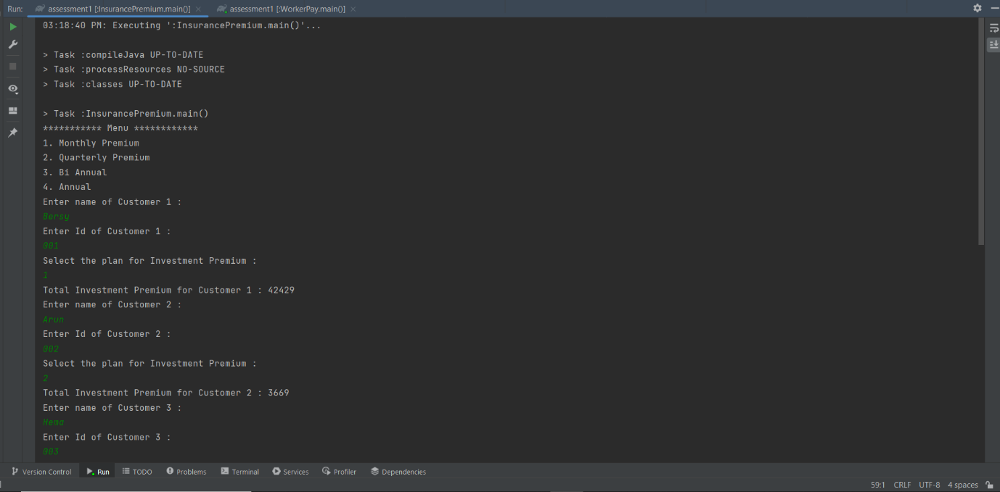 Run: assessment1 [:InsurancePremium.main()] × assessment1 [:WorkerPay.main()] ×
03:18:40 PM: Executing ':InsurancePremium.main()'...
> Task :compileJava UP-TO-DATE
> Task :processResources NO-SOURCE
> Task :classes UP-TO-DATE
> Task :InsurancePremium.main()
*********** Menu ************
1. Monthly Premium
2. Quarterly Premium
3. Bi Annual
4. Annual
Enter name of Customer 1 :
Bersy
Enter Id of Customer 1 :
001
Select the plan for Investment Premium :
1
Total Investment Premium for Customer 1 : 42429
Enter name of Customer 2 :
Arun
Enter Id of Customer 2 :
002
Select the plan for Investment Premium :
2
Total Investment Premium for Customer 2 : 3669
Enter name of Customer 3 :
Hema
Enter Id of Customer 3 :
003
Version Control Run TODO Problems Terminal Services Profiler Dependencies
59:1 CRLF UTF-8 4 spaces